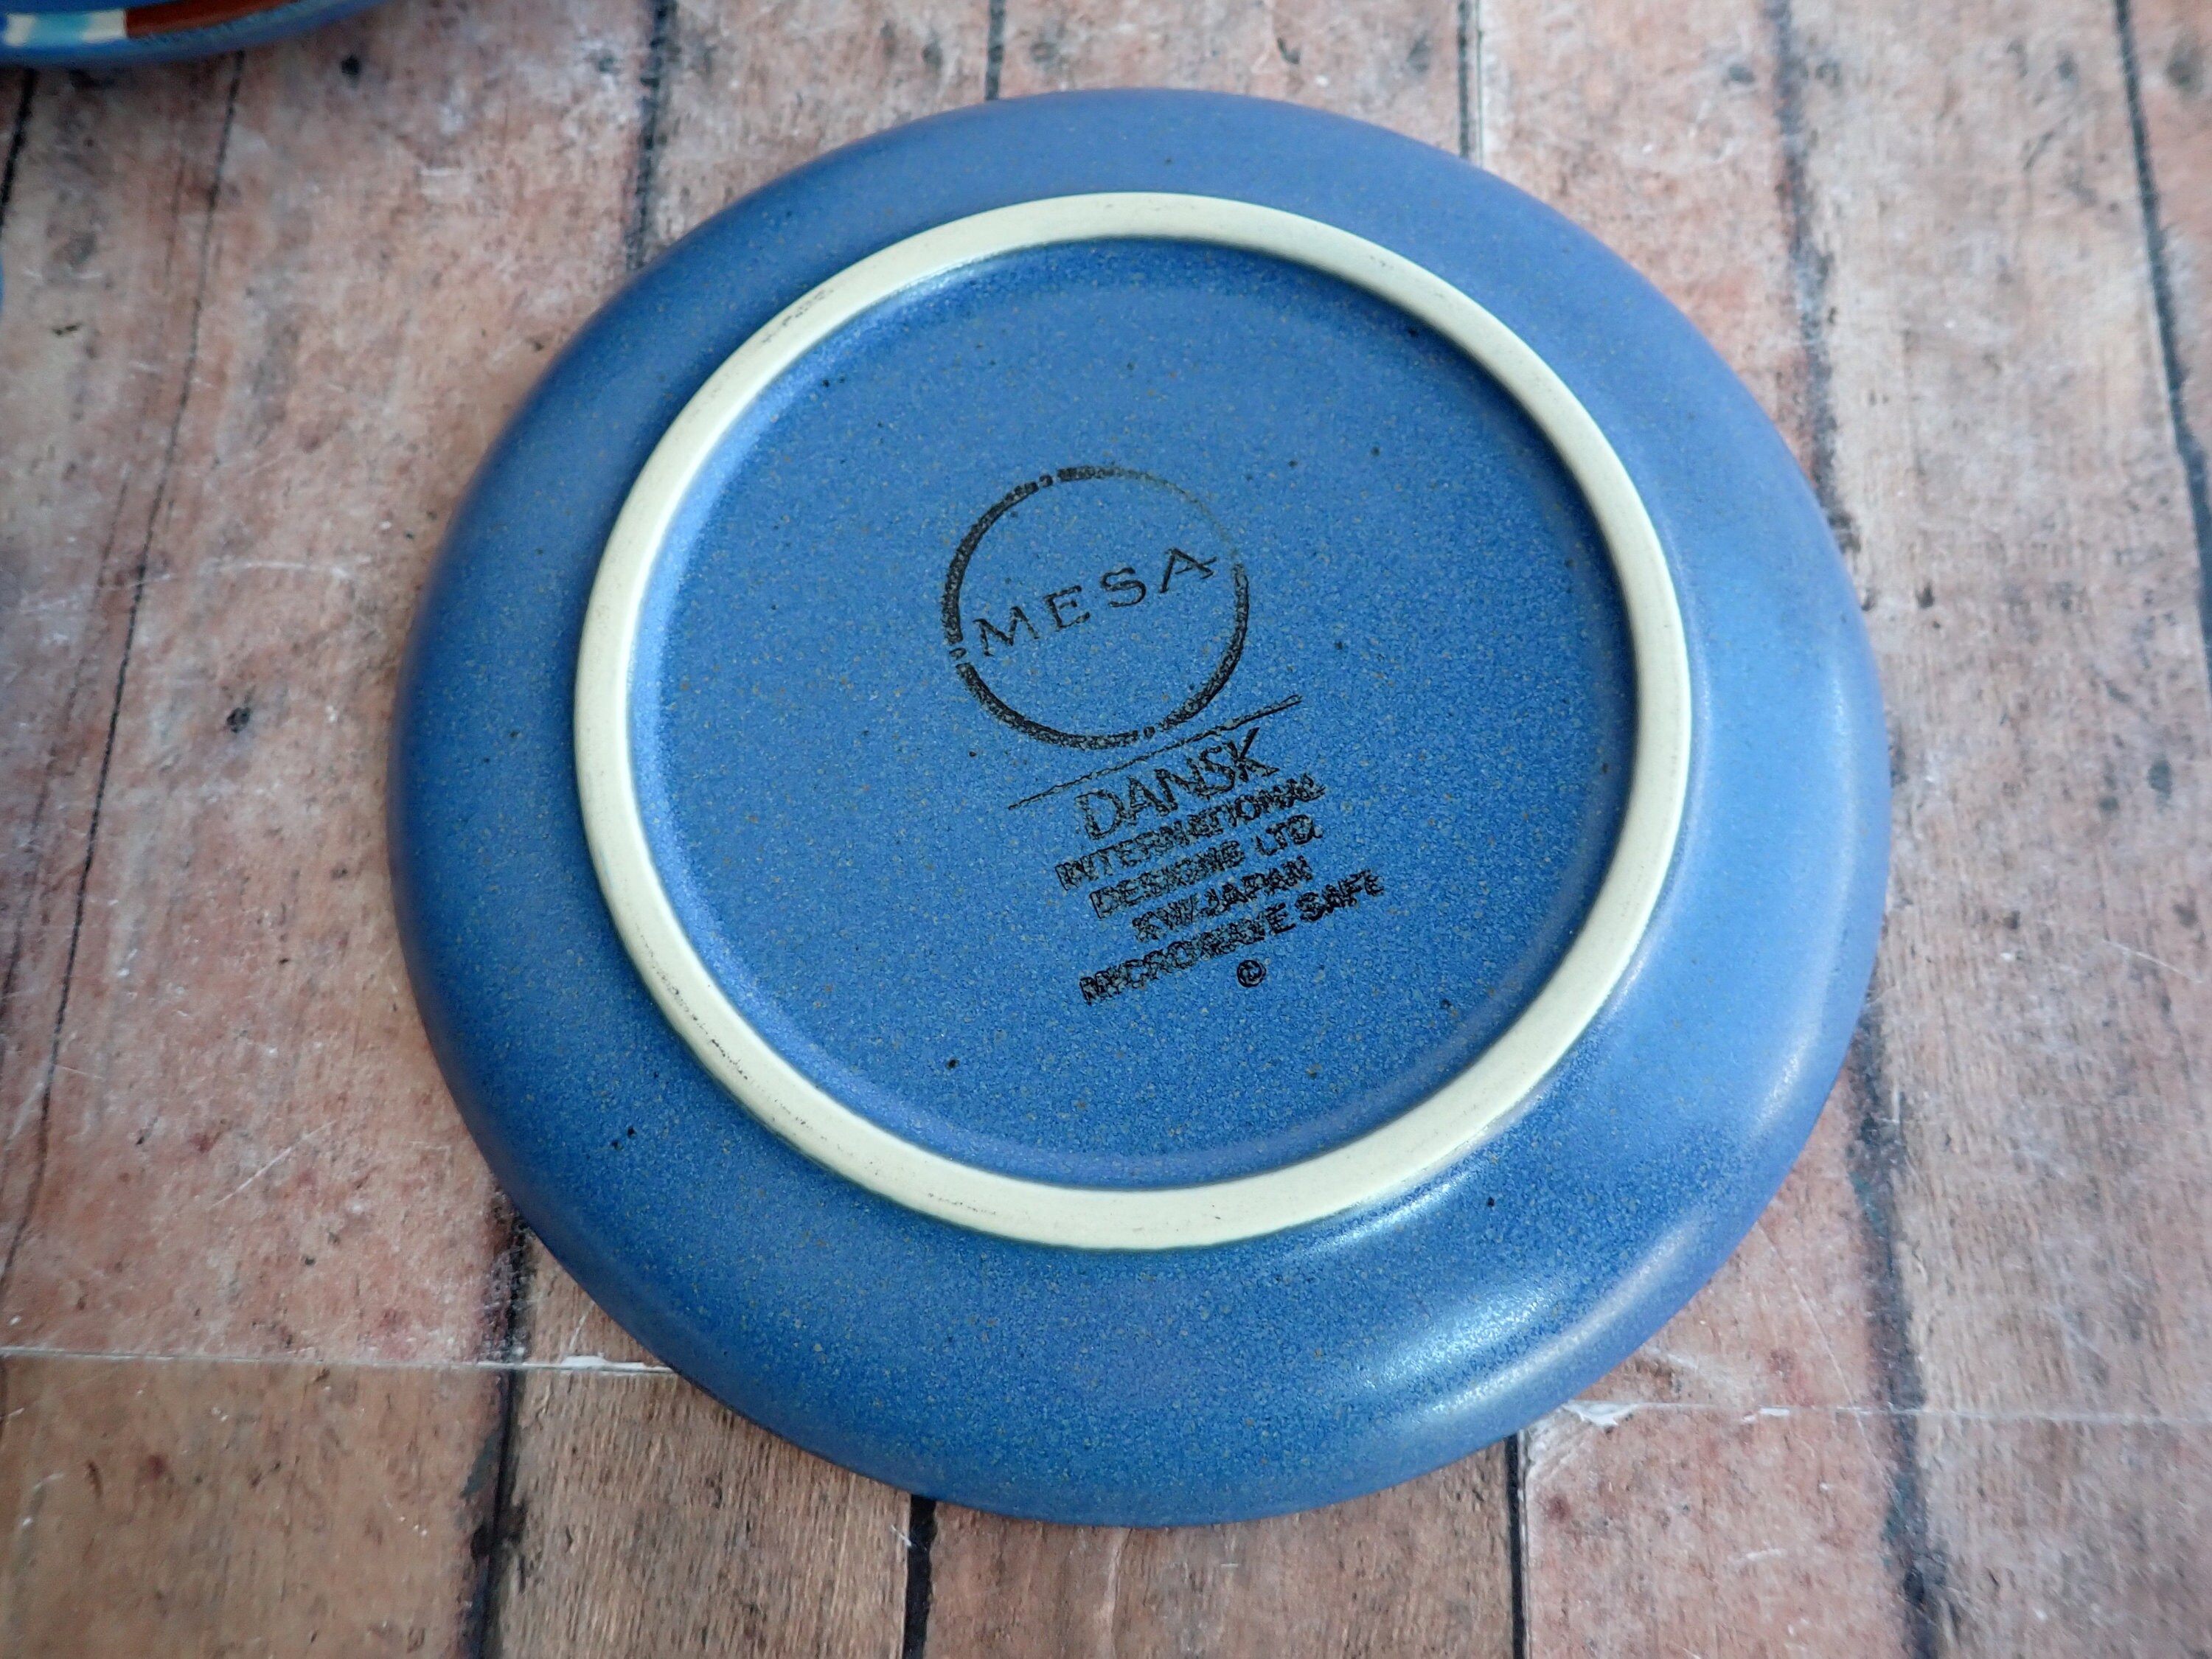 MESA
DANSK
INTERNATIONAL
DESIGNS LTD.
KW/JAPAN
MICROWAVE SAFE
©